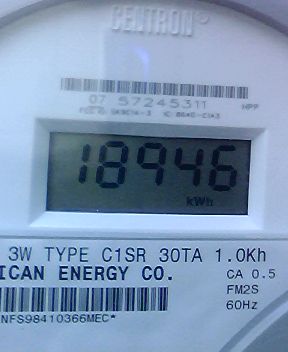 CENTRON®
07 57245311 HPP
18946
kWh
3W TYPE C1SR 30TA 1.0Kh
ICAN ENERGY CO.
CA 0.5
FM2S
60Hz
NFS98410366MEC*